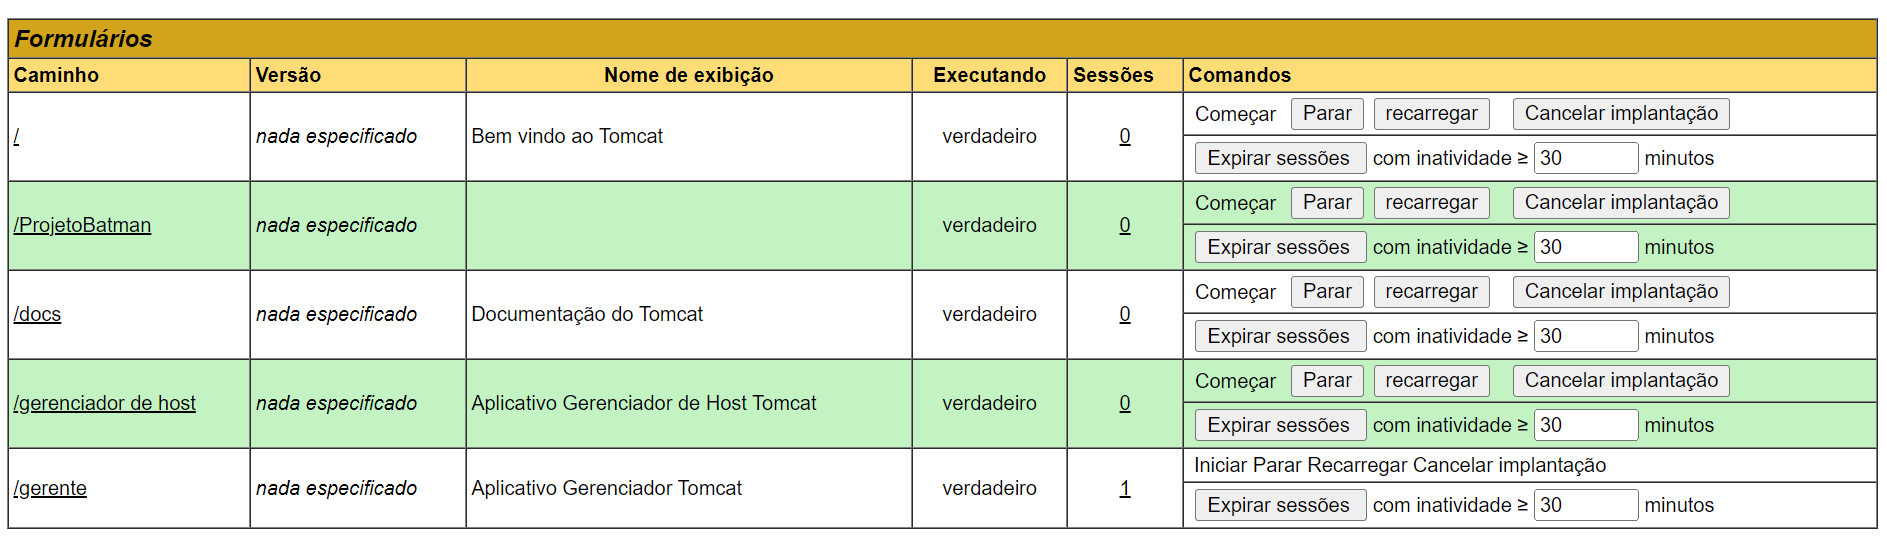 Formulários
Caminho Versão Nome de exibição Executando Sessões Comandos
/ nada especificado Bem vindo ao Tomcat verdadeiro 0 Começar Parar recarregar Cancelar implantação
Expirar sessões com inatividade ≥ 30 minutos
/ProjetoBatman nada especificado verdadeiro 0 Começar Parar recarregar Cancelar implantação
Expirar sessões com inatividade ≥ 30 minutos
/docs nada especificado Documentação do Tomcat verdadeiro 0 Começar Parar recarregar Cancelar implantação
Expirar sessões com inatividade ≥ 30 minutos
/gerenciador de host nada especificado Aplicativo Gerenciador de Host Tomcat verdadeiro 0 Começar Parar recarregar Cancelar implantação
Expirar sessões com inatividade ≥ 30 minutos
/gerente nada especificado Aplicativo Gerenciador Tomcat verdadeiro 1 Iniciar Parar Recarregar Cancelar implantação
Expirar sessões com inatividade ≥ 30 minutos